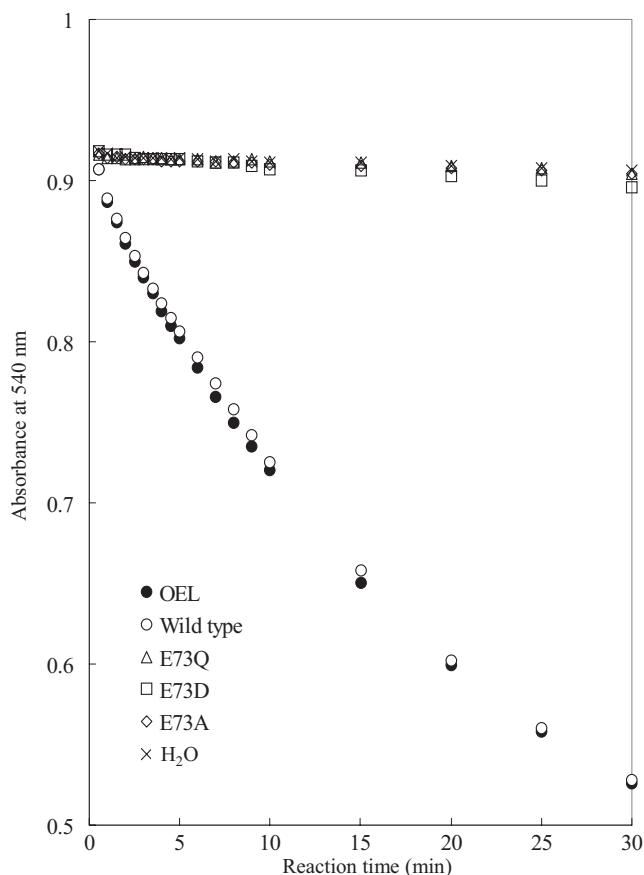 1
0.9
0.8
0.7
0.6
0.5
Absorbance at 540 nm
OEL
Wild type
E73Q
E73D
E73A
H₂O
0 5 10 15 20 25 30
Reaction time (min)